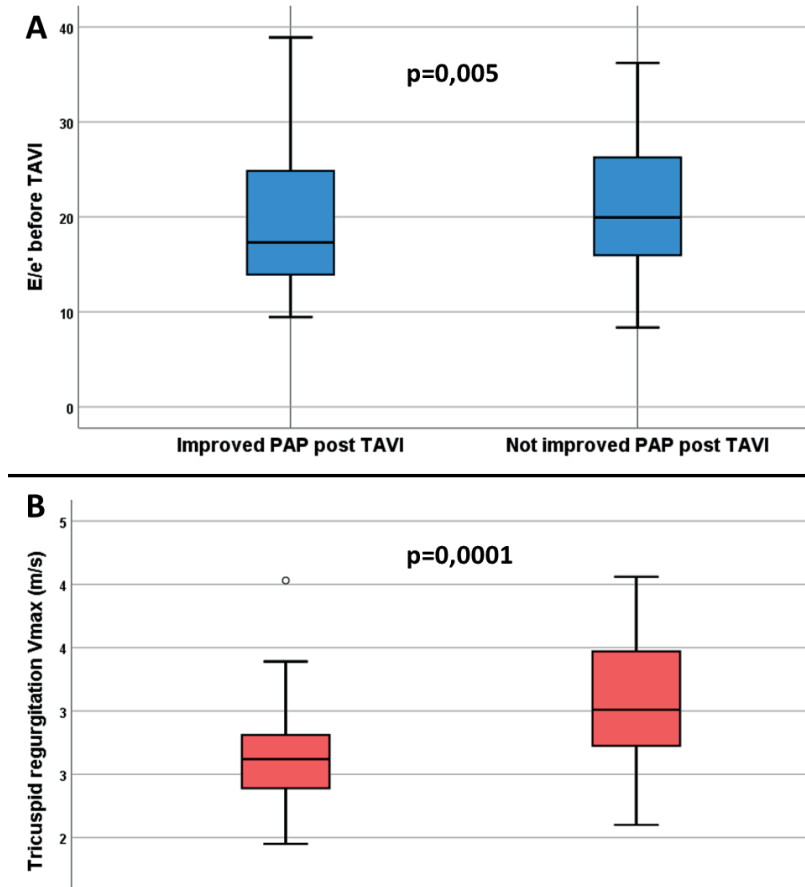 A
p=0,005
E/e' before TAVI
40
30
20
10
0
Improved PAP post TAVI
Not improved PAP post TAVI
B
p=0,0001
Tricuspid regurgitation Vmax (m/s)
5
4
4
3
3
2